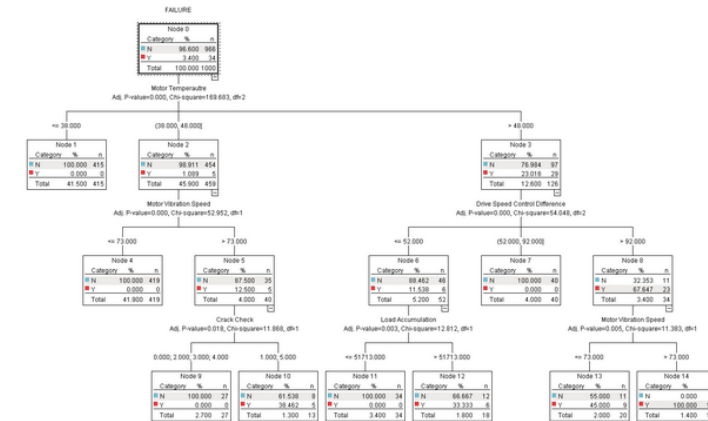 FAILURE
Node 0
Category % n
N 96.600 966
Y 3.400 34
Total 100.000 1000
Motor Temperautre
Adj. P-value=0.000, Chi-square=189.683, df=2
<= 38.000
(38.000, 48.000]
> 48.000
Node 1
Category % n
N 100.000 415
Y 0.000 0
Total 41.500 415
Node 2
Category % n
N 98.911 454
Y 1.089 5
Total 45.900 459
Node 3
Category % n
N 76.984 97
Y 23.016 29
Total 12.600 126
Motor Vibration Speed
Adj. P-value=0.000, Chi-square=52.952, df=1
Drive Speed Control Difference
Adj. P-value=0.000, Chi-square=54.048, df=2
<= 73.000
> 73.000
<= 52.000
(52.000, 92.000]
> 92.000
Node 4
Category % n
N 100.000 419
Y 0.000 0
Total 41.900 419
Node 5
Category % n
N 87.500 35
Y 12.500 5
Total 4.000 40
Node 6
Category % n
N 88.462 46
Y 11.538 6
Total 5.200 52
Node 7
Category % n
N 100.000 40
Y 0.000 0
Total 4.000 40
Node 8
Category % n
N 32.353 11
Y 67.647 23
Total 3.400 34
Crack Check
Adj. P-value=0.018, Chi-square=11.868, df=1
Load Accumulation
Adj. P-value=0.003, Chi-square=12.812, df=1
Motor Vibration Speed
Adj. P-value=0.005, Chi-square=11.383, df=1
0.000; 2.000; 3.000; 4.000
1.000; 5.000
<= 51713.000
> 51713.000
<= 73.000
> 73.000
Node 9
Category % n
N 100.000 27
Y 0.000 0
Total 2.700 27
Node 10
Category % n
N 61.538 8
Y 38.462 5
Total 1.300 13
Node 11
Category % n
N 100.000 34
Y 0.000 0
Total 3.400 34
Node 12
Category % n
N 66.667 12
Y 33.333 6
Total 1.800 18
Node 13
Category % n
N 55.000 11
Y 45.000 9
Total 2.000 20
Node 14
Category %
N 0.000
Y 100.000
Total 1.400